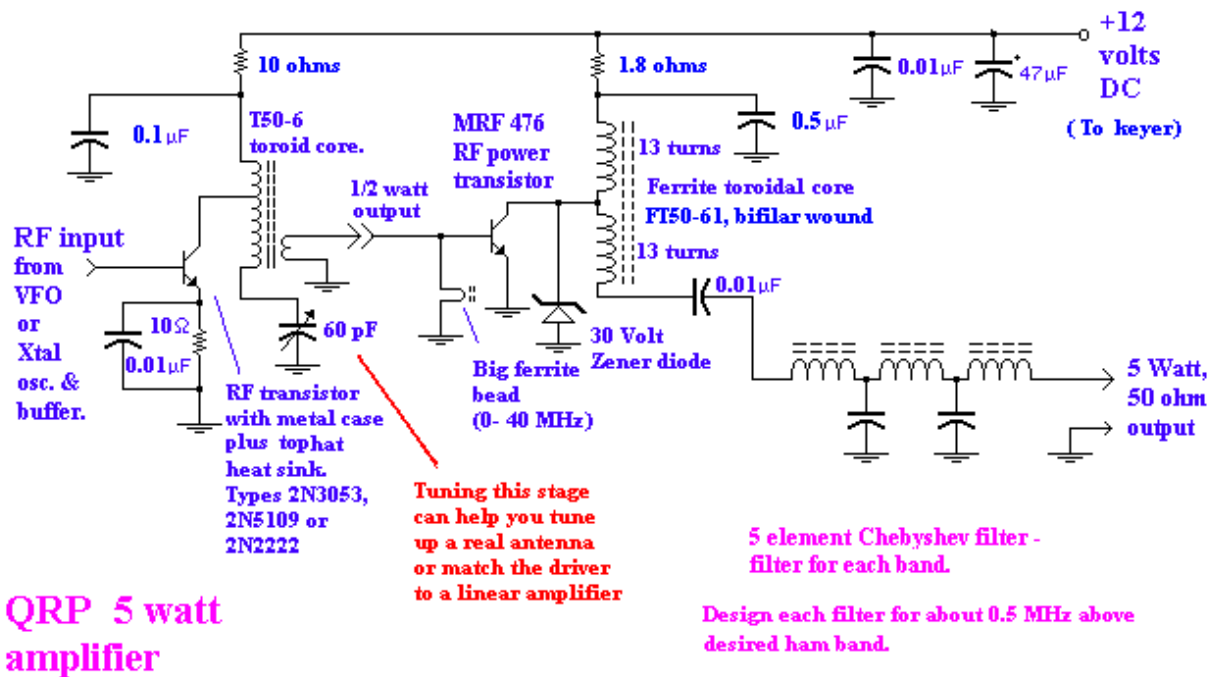 +12
volts
DC
(To keyer)
10 ohms
1.8 ohms
0.01µF
47µF
0.1µF
T50-6
toroid core.
MRF 476
RF power
transistor
0.5µF
13 turns
1/2 watt
output
Ferrite toroidal core
FT50-61, bifilar wound
13 turns
RF input
from
VFO
or
Xtal
osc. &
buffer.
10Ω
0.01µF
60 pF
0.01µF
30 Volt
Zener diode
Big ferrite
bead
(0- 40 MHz)
5 Watt,
50 ohm
output
RF transistor
with metal case
plus tophat
heat sink.
Types 2N3053,
2N5109 or
2N2222
Tuning this stage
can help you tune
up a real antenna
or match the driver
to a linear amplifier
5 element Chebyshev filter -
filter for each band.
Design each filter for about 0.5 MHz above
desired ham band.
QRP 5 watt
amplifier